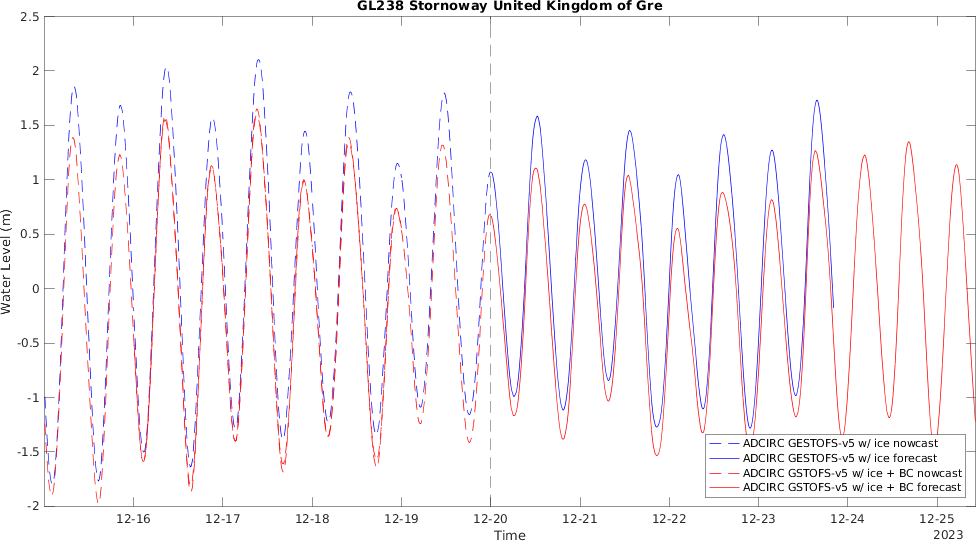 GL238 Stornoway United Kingdom of Gre
2.5
2
1.5
1
0.5
0
-0.5
-1
-1.5
-2
Water Level (m)
ADCIRC GESTOFS-v5 w/ ice nowcast
ADCIRC GESTOFS-v5 w/ ice forecast
ADCIRC GSTOFS-v5 w/ ice + BC nowcast
ADCIRC GSTOFS-v5 w/ ice + BC forecast
12-16 12-17 12-18 12-19 12-20 12-21 12-22 12-23 12-24 12-25
Time
2023